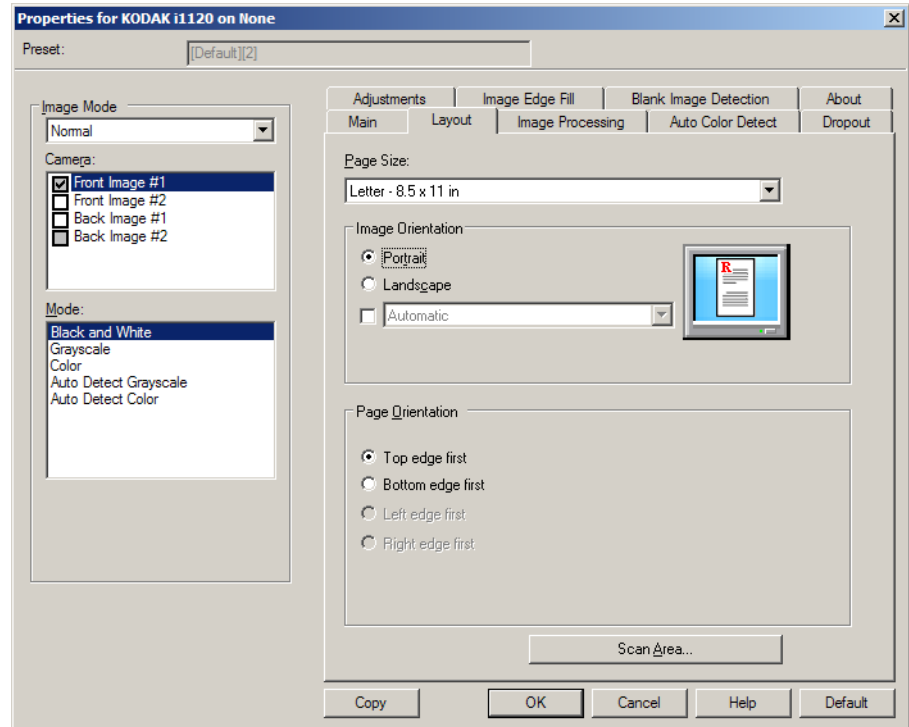 Properties for KODAK i1120 on None
Preset:
[Default][2]
Image Mode
Normal
Camera:
Front Image #1
Front Image #2
Back Image #1
Back Image #2
Mode:
Black and White
Grayscale
Color
Auto Detect Grayscale
Auto Detect Color
Adjustments Image Edge Fill Blank Image Detection About
Main Layout Image Processing Auto Color Detect Dropout
Page Size:
Letter - 8.5 x 11 in
Image Orientation
Portrait
Landscape
Automatic
R
Page Orientation
Top edge first
Bottom edge first
Left edge first
Right edge first
Scan Area...
Copy OK Cancel Help Default